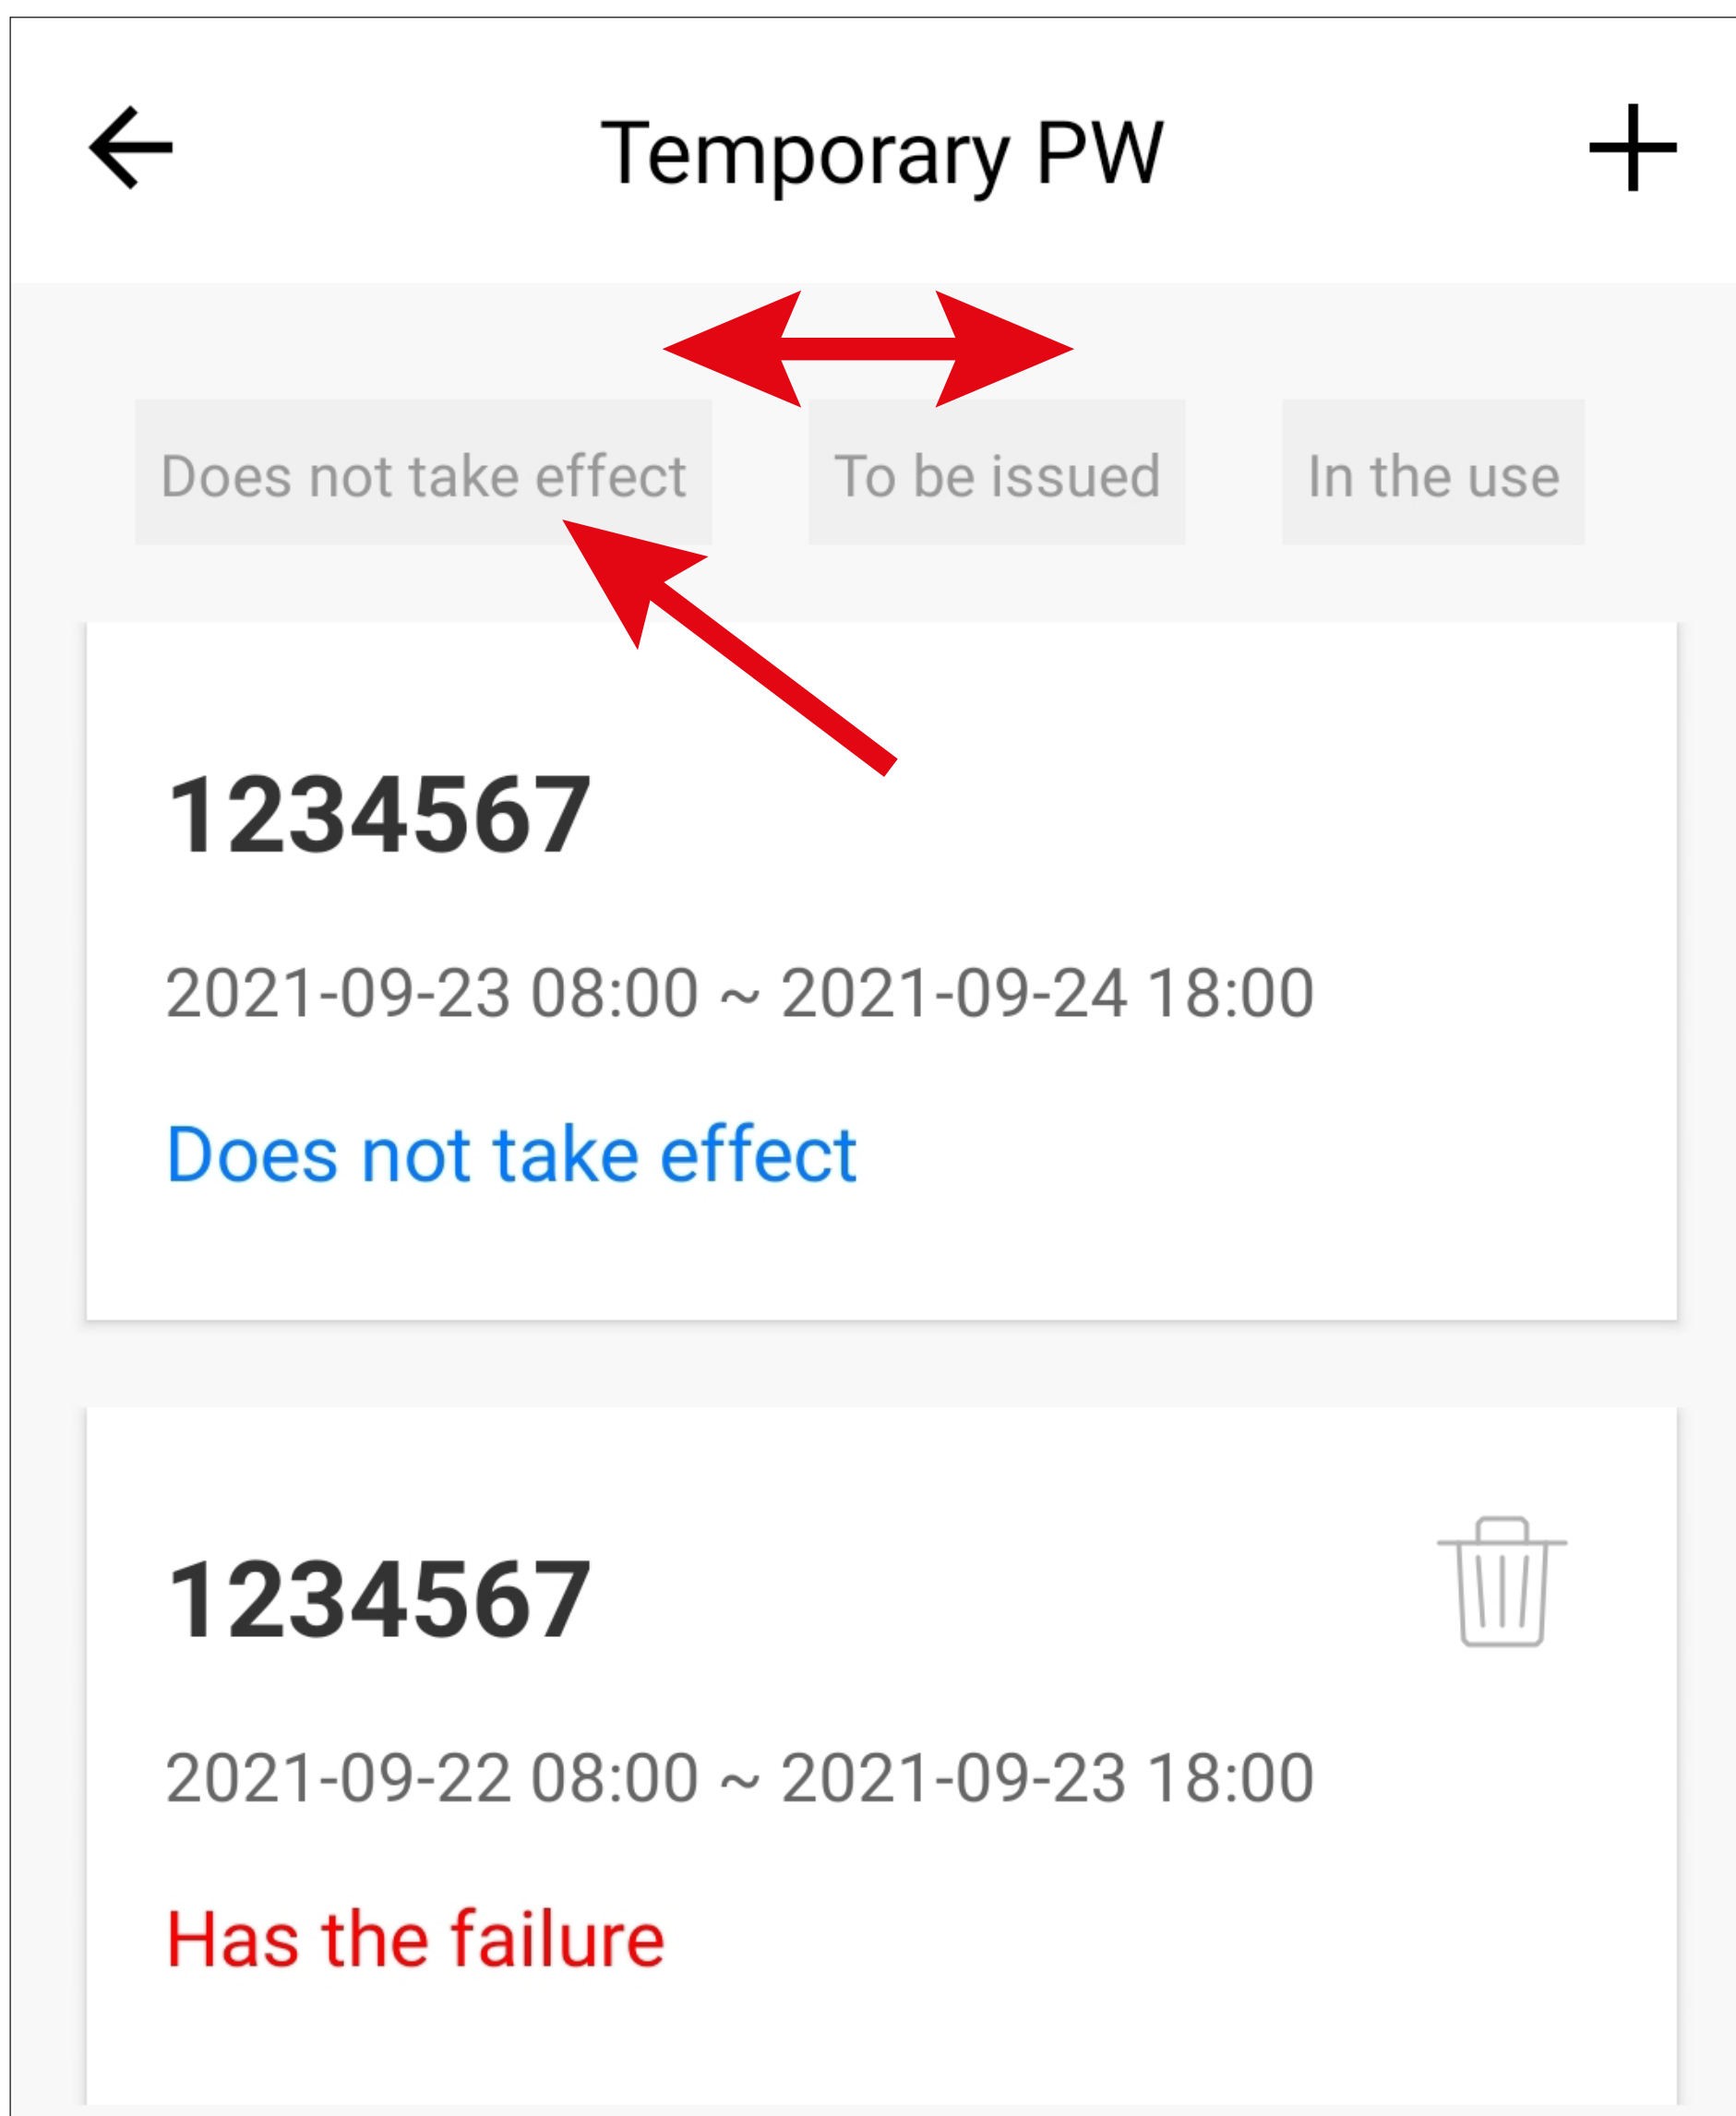 Temporary PW
Does not take effect To be issued In the use
1234567
2021-09-23 08:00 ~ 2021-09-24 18:00
Does not take effect
1234567
2021-09-22 08:00 ~ 2021-09-23 18:00
Has the failure